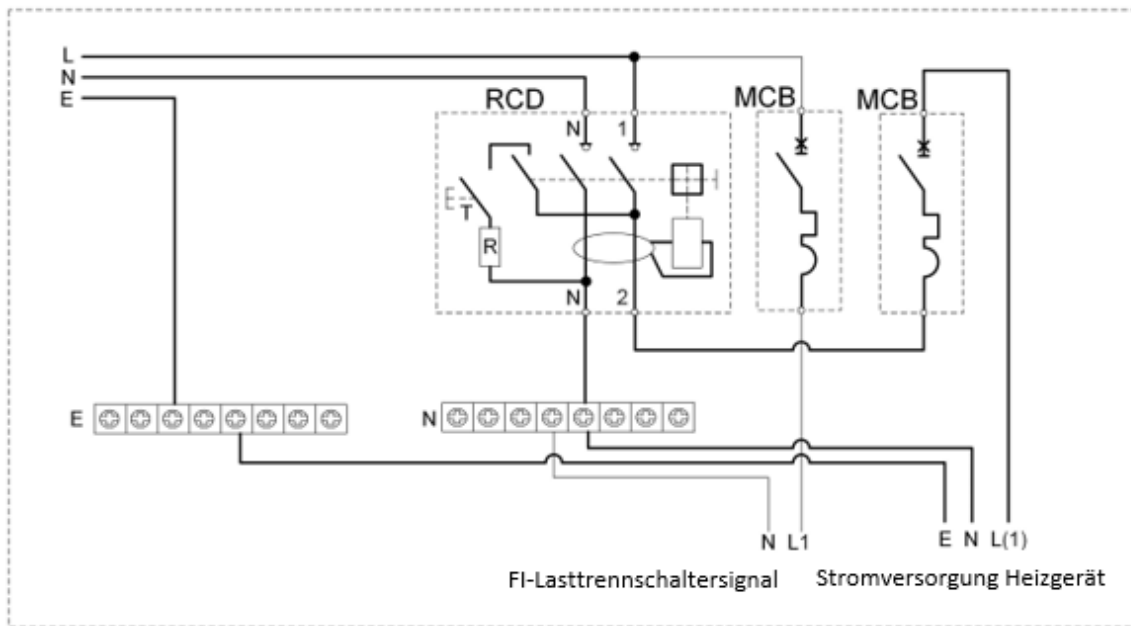 L
N
E
RCD
MCB
MCB
N 1
T
R
N 2
E
N
N L1
E N L(1)
FI-Lasttrennschaltersignal
Stromversorgung Heizgerät